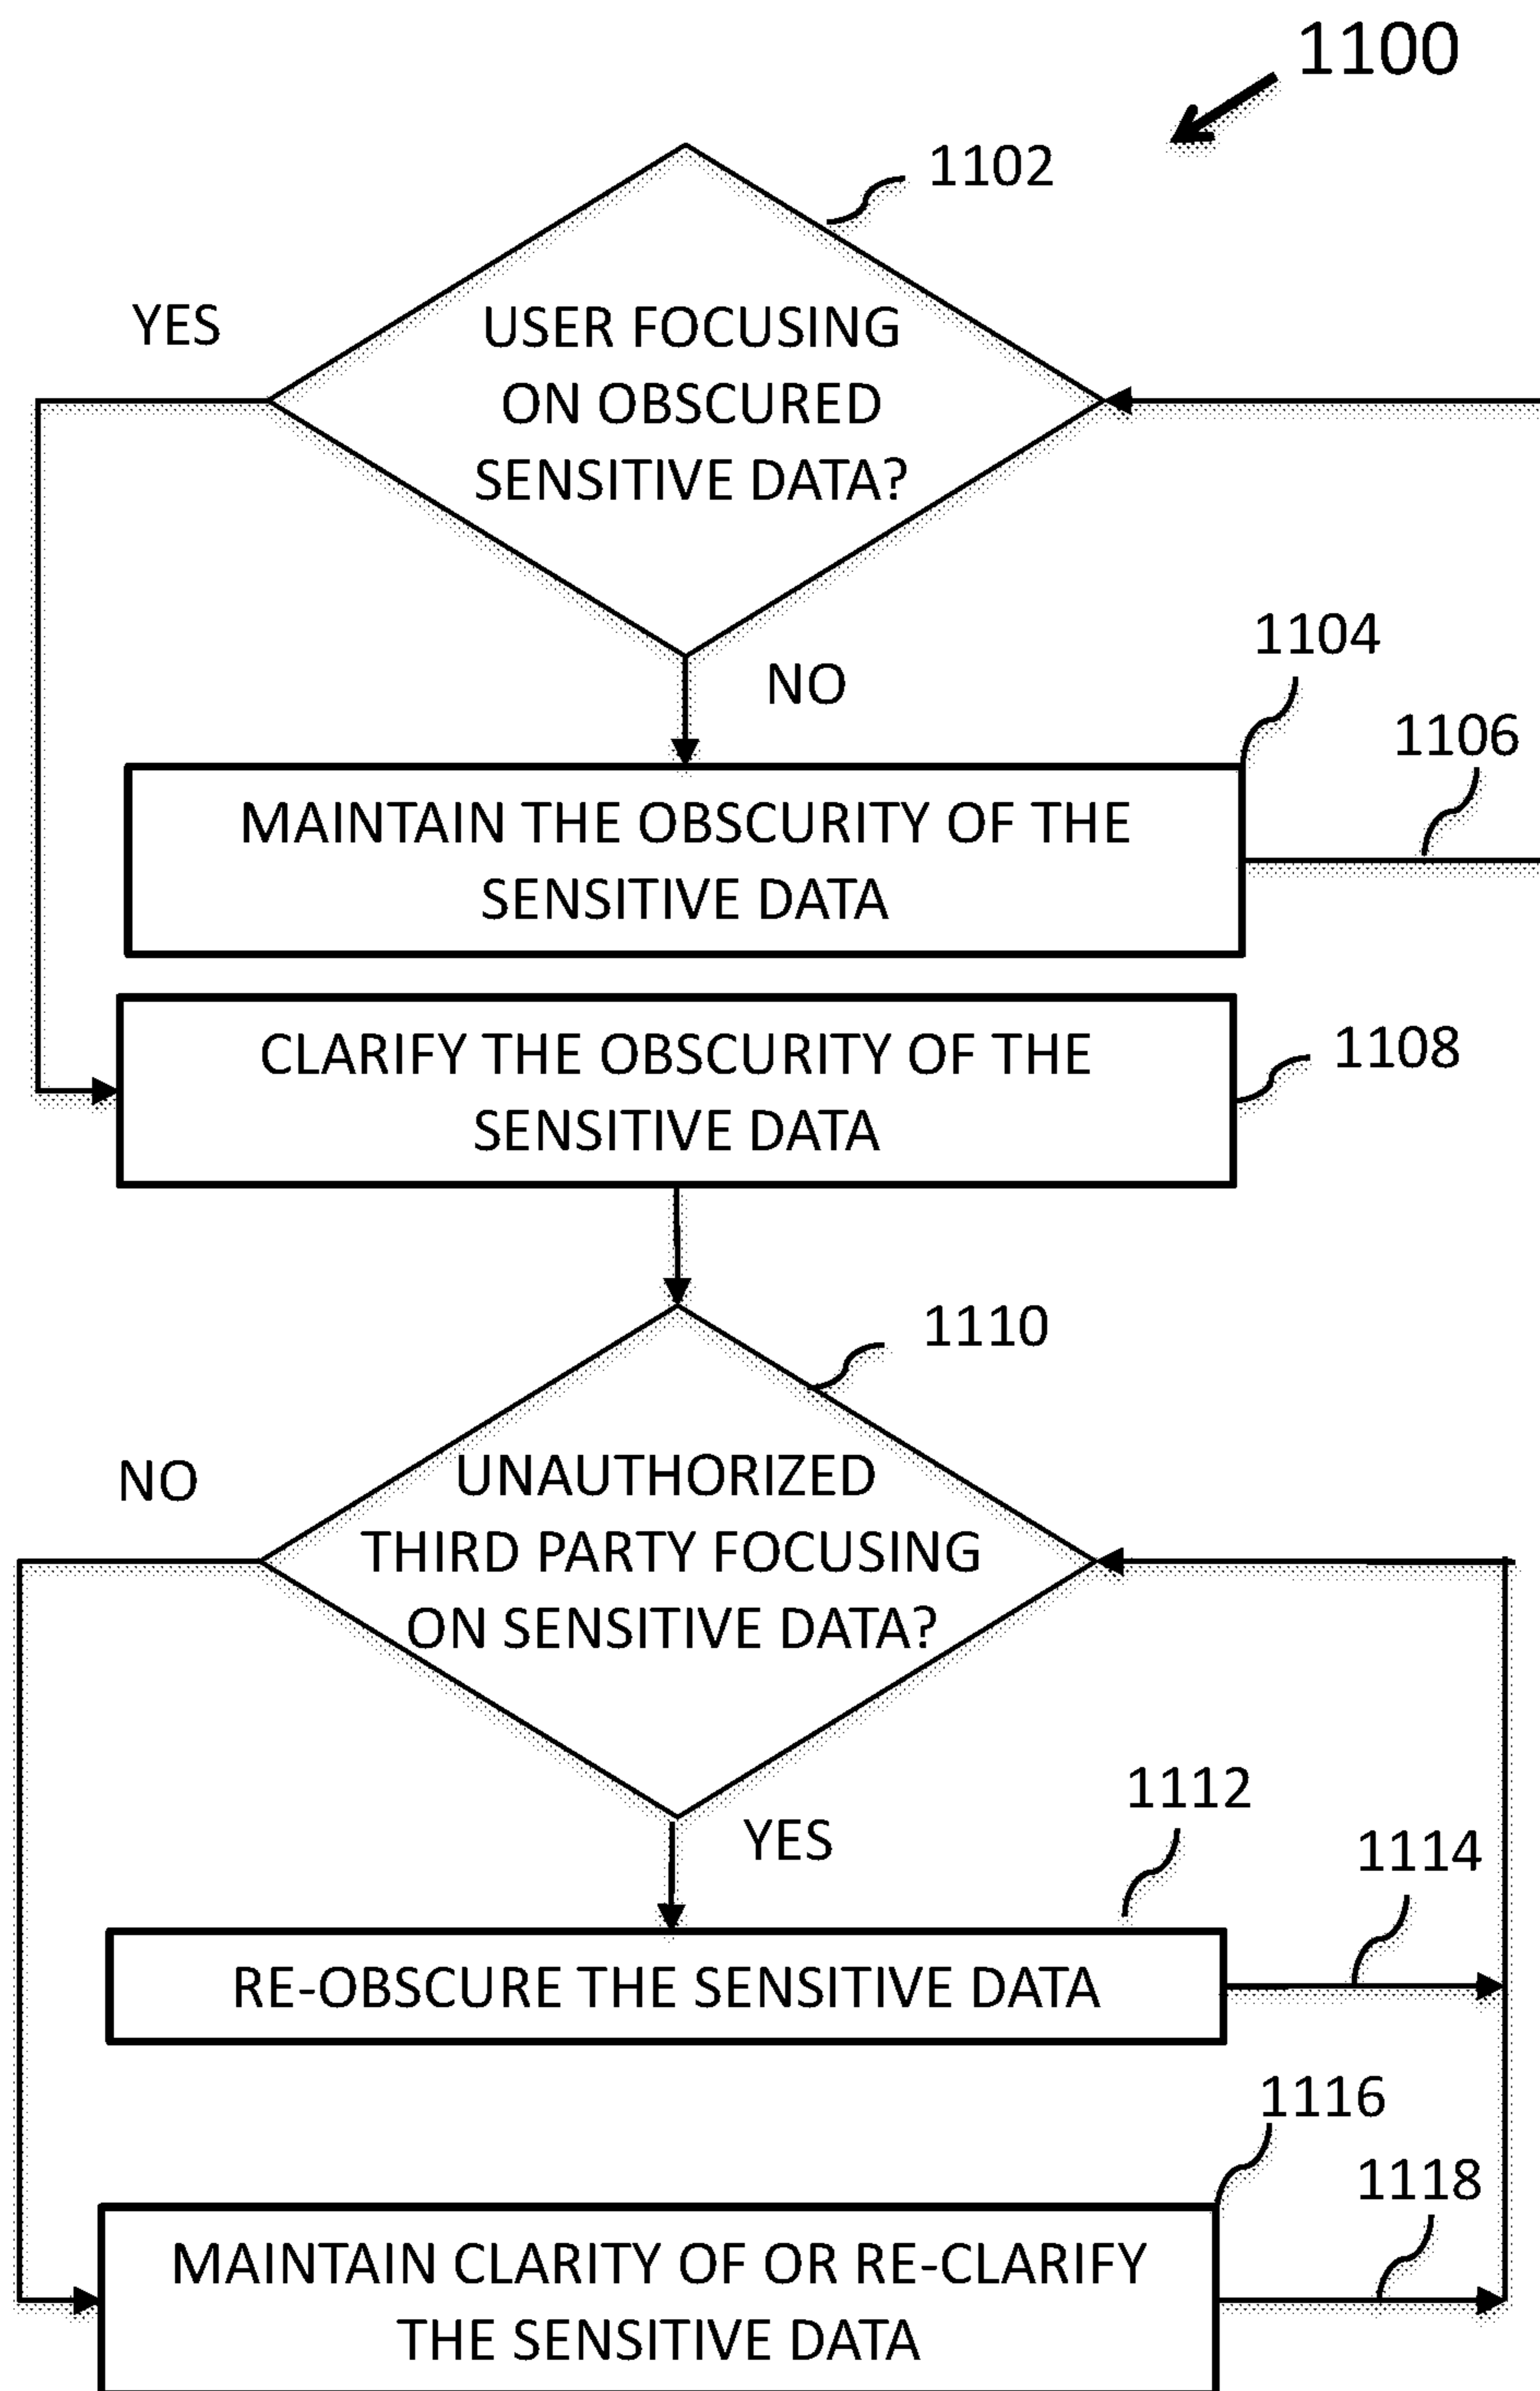 1100
1102
YES
USER FOCUSING
ON OBSCURED
SENSITIVE DATA?
1104
NO
1106
MAINTAIN THE OBSCURITY OF THE
SENSITIVE DATA
CLARIFY THE OBSCURITY OF THE
SENSITIVE DATA
1108
1110
NO
UNAUTHORIZED
THIRD PARTY FOCUSING
ON SENSITIVE DATA?
1112
YES
1114
RE-OBSCURE THE SENSITIVE DATA
1116
1118
MAINTAIN CLARITY OF OR RE-CLARIFY
THE SENSITIVE DATA